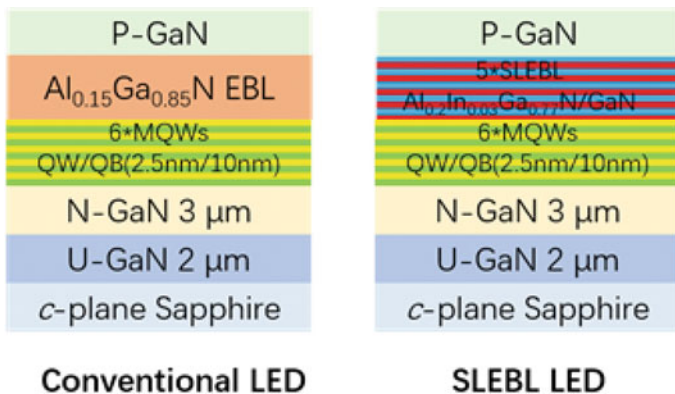 P-GaN
Al0.15Ga0.85N EBL
6*MQWs
QW/QB(2.5nm/10nm)
N-GaN 3 μm
U-GaN 2 μm
c-plane Sapphire
Conventional LED
P-GaN
5*SLEBL
Al0.2In0.03Ga0.77N/GaN
6*MQWs
QW/QB(2.5nm/10nm)
N-GaN 3 μm
U-GaN 2 μm
c-plane Sapphire
SLEBL LED